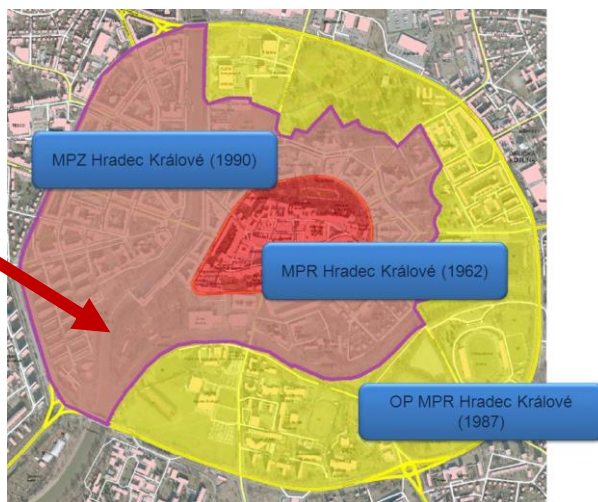 MPZ Hradec Králové (1990)
MPR Hradec Králové (1962)
OP MPR Hradec Králové
(1987)